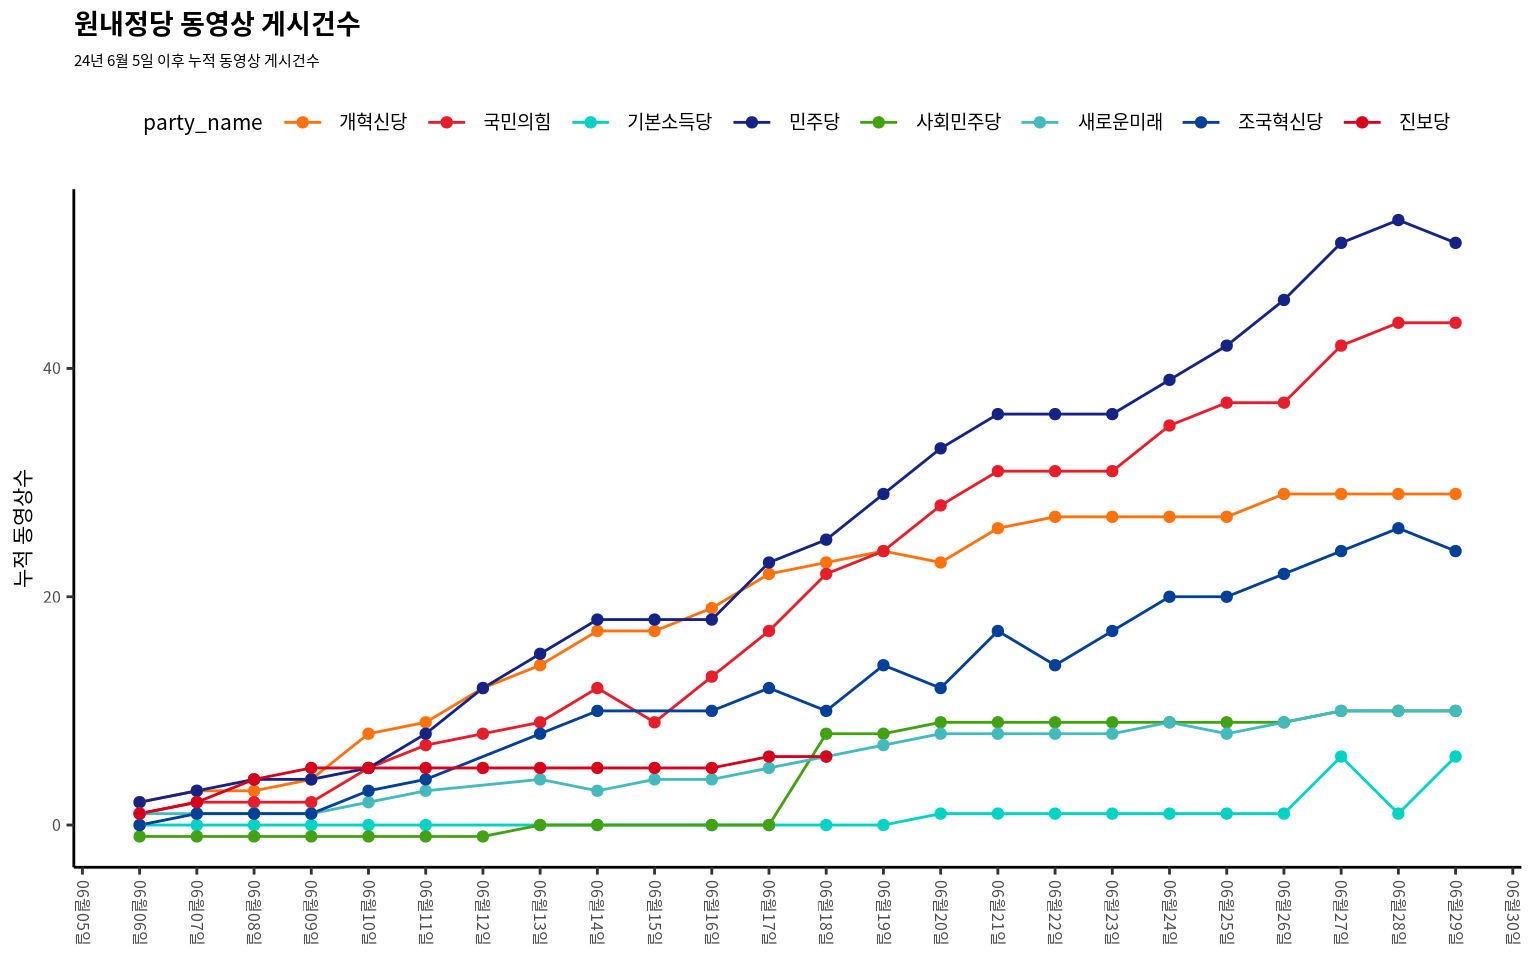 원내정당 동영상 게시건수
24년 6월 5일 이후 누적 동영상 게시건수
party_name 개혁신당 국민의힘 기본소득당 민주당 사회민주당 새로운미래 조국혁신당 진보당
누적 동영상수
40
20
0
06월05일 06월06일 06월07일 06월08일 06월09일 06월10일 06월11일 06월12일 06월13일 06월14일 06월15일 06월16일 06월17일 06월18일 06월19일 06월20일 06월21일 06월22일 06월23일 06월24일 06월25일 06월26일 06월27일 06월28일 06월29일 06월30일